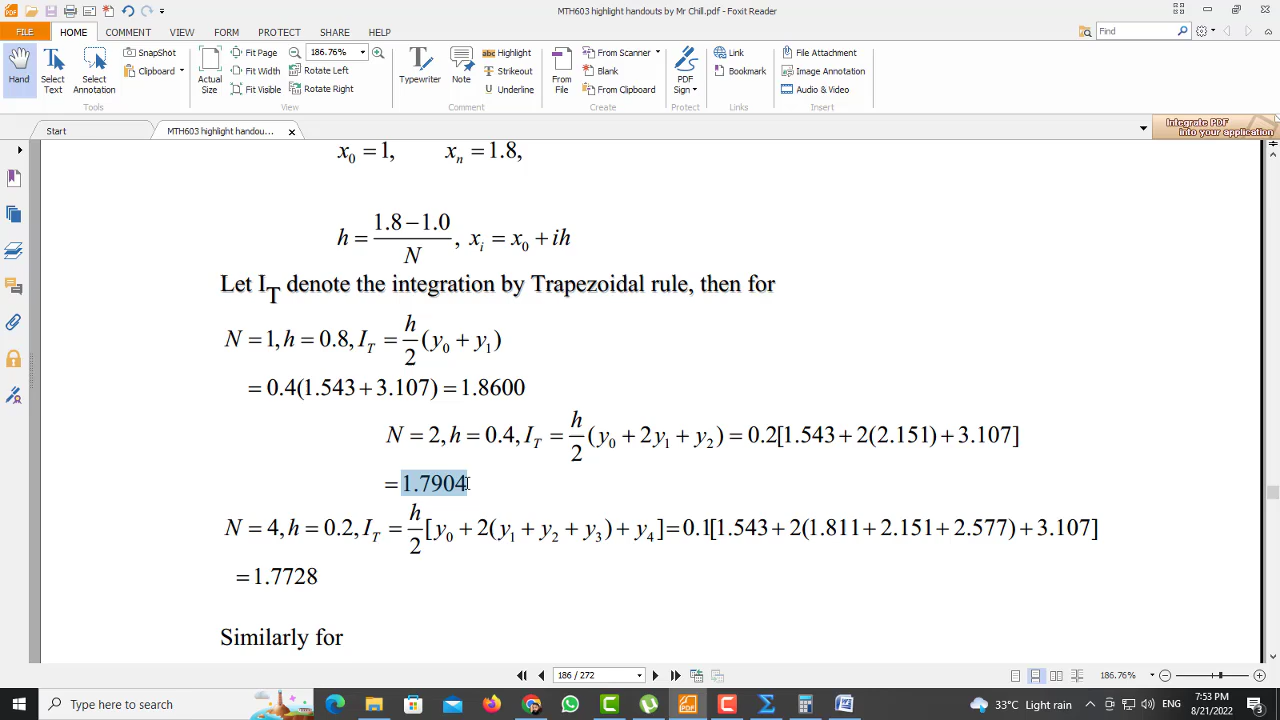 MTH603 highlight handouts by Mr Chill.pdf - Foxit Reader
FILE HOME COMMENT VIEW FORM PROTECT SHARE HELP Find
Hand Select Text Select Annotation SnapShot Clipboard Tools
Actual Size Fit Page Fit Width Fit Visible 186.76% Rotate Left Rotate Right View
Typewriter Note Highlight Strikeout Underline Comment
From File From Scanner Blank From Clipboard Create
PDF Sign Protect
Link Bookmark Links
File Attachment Image Annotation Audio & Video Insert
Start MTH603 highlight handou... Integrate PDF into your application
x₀ = 1, xₙ = 1.8,
h = (1.8 − 1.0)/N, xᵢ = x₀ + ih
Let I_T denote the integration by Trapezoidal rule, then for
N = 1, h = 0.8, I_T = h/2 (y₀ + y₁)
= 0.4(1.543 + 3.107) = 1.8600
N = 2, h = 0.4, I_T = h/2 (y₀ + 2y₁ + y₂) = 0.2[1.543 + 2(2.151) + 3.107]
= 1.7904
N = 4, h = 0.2, I_T = h/2 [y₀ + 2(y₁ + y₂ + y₃) + y₄] = 0.1[1.543 + 2(1.811 + 2.151 + 2.577) + 3.107]
= 1.7728
Similarly for
186 / 272 186.76%
Type here to search 33°C Light rain ENG 7:53 PM
8/21/2022